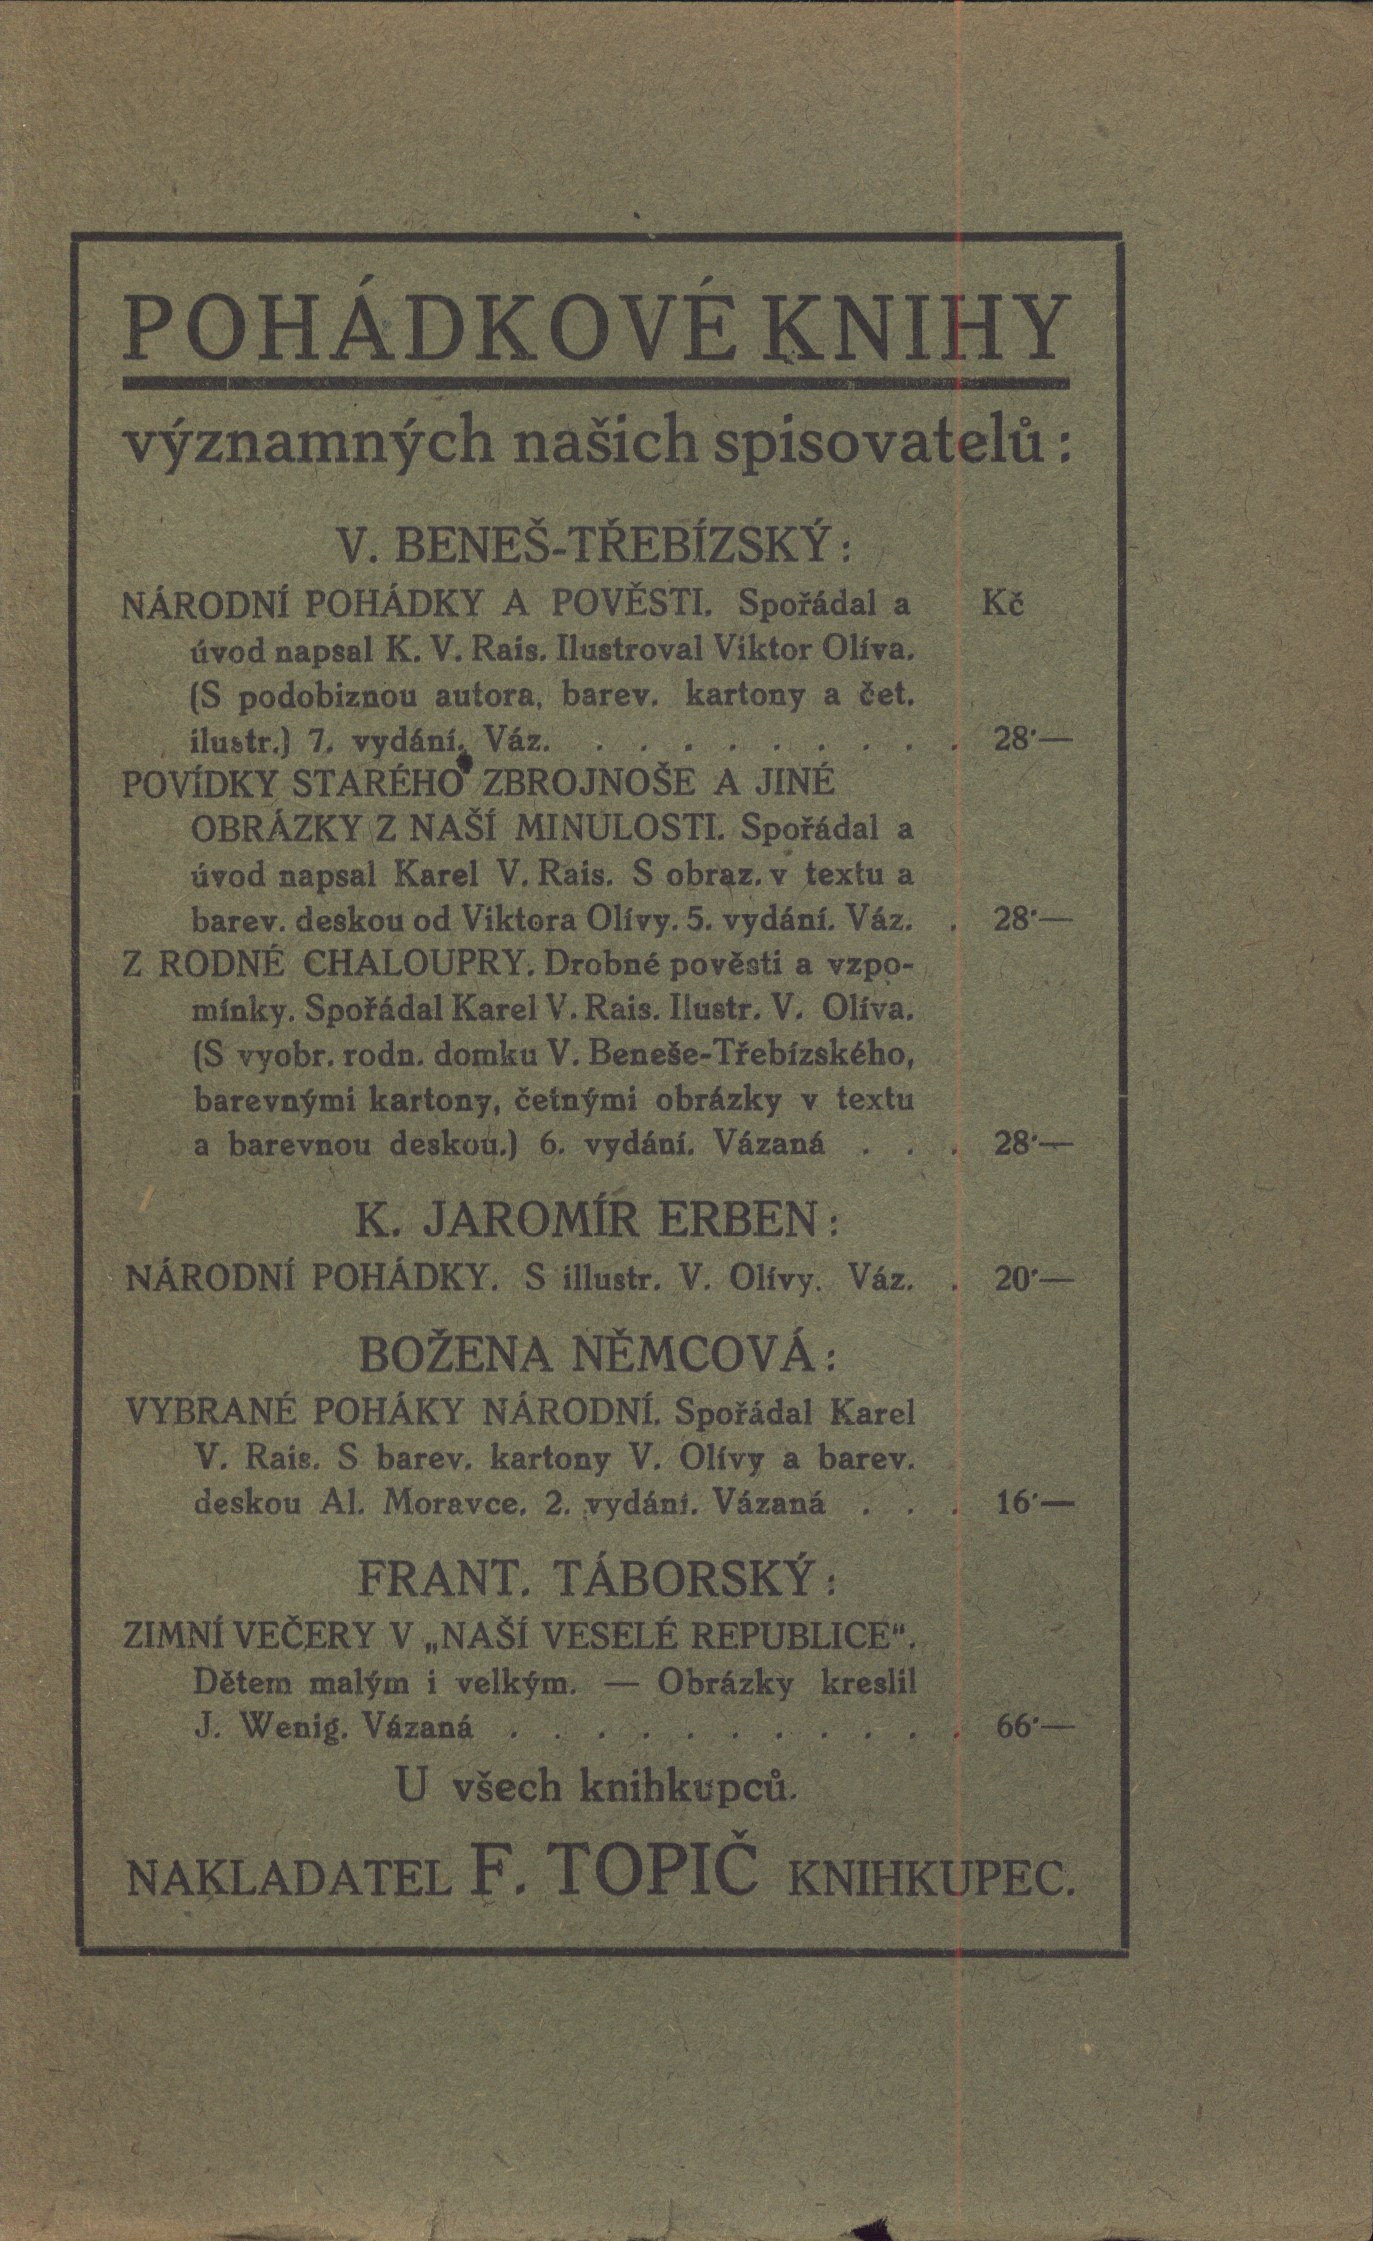 POHÁDKOVÉ KNIHY
významných našich spisovatelů:
V. BENEŠ-TŘEBÍZSKÝ:
NÁRODNÍ POHÁDKY A POVĚSTI. Spořádal a Kč
úvod napsal K. V. Rais. Ilustroval Viktor Olíva.
(S podobiznou autora, barev. kartony a čet.
ilustr.) 7. vydání. Váz. . . . . . . . . . 28·—
POVÍDKY STARÉHO ZBROJNOŠE A JINÉ
OBRÁZKY Z NAŠÍ MINULOSTI. Spořádal a
úvod napsal Karel V. Rais. S obraz. v textu a
barev. deskou od Viktora Olívy. 5. vydání. Váz. . 28·—
Z RODNÉ CHALOUPRY. Drobné pověsti a vzpo-
mínky. Spořádal Karel V. Rais. Ilustr. V. Olíva.
(S vyobr. rodn. domku V. Beneše-Třebízského,
barevnými kartony, četnými obrázky v textu
a barevnou deskou.) 6. vydání. Vázaná . . . 28·—
K. JAROMÍR ERBEN:
NÁRODNÍ POHÁDKY. S illustr. V. Olívy. Váz. . 20·—
BOŽENA NĚMCOVÁ:
VYBRANÉ POHÁKY NÁRODNÍ. Spořádal Karel
V. Rais. S barev. kartony V. Olívy a barev.
deskou Al. Moravce. 2. vydání. Vázaná . . . 16·—
FRANT. TÁBORSKÝ:
ZIMNÍ VEČERY V „NAŠÍ VESELÉ REPUBLICE“.
Dětem malým i velkým. — Obrázky kreslil
J. Wenig. Vázaná . . . . . . . . . . . 66·—
U všech knihkupců.
NAKLADATEL F. TOPIČ KNIHKUPEC.